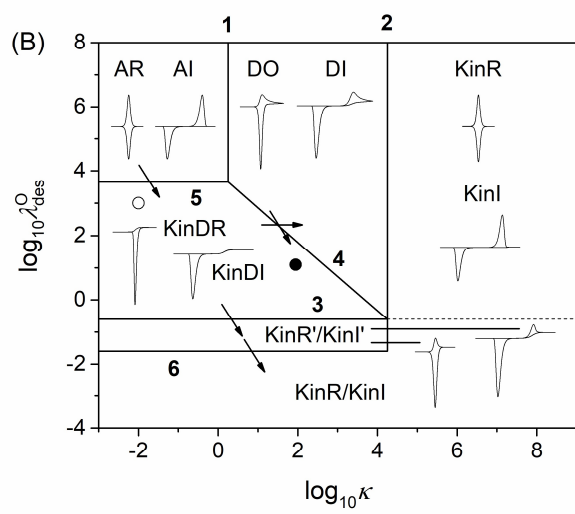 (B)
1
2
8
6
4
2
0
-2
-4
log₁₀λᴼdes
AR AI DO DI KinR
KinI
5
KinDR
KinDI
4
3
KinR'/KinI'
6
KinR/KinI
-2 0 2 4 6 8
log₁₀κ